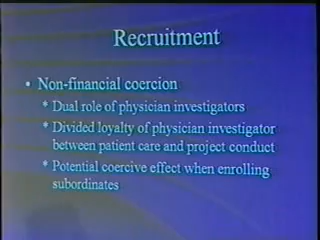 Recruitment
• Non-financial coercion
* Dual role of physician investigators
* Divided loyalty of physician investigator
between patient care and project conduct
* Potential coercive effect when enrolling
subordinates